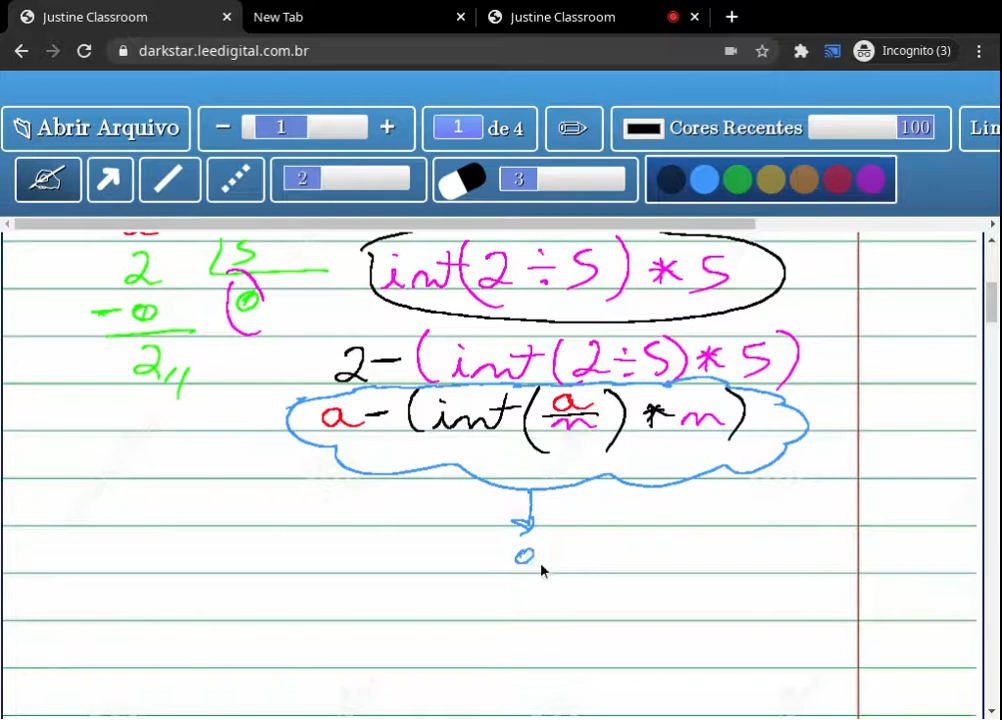 Justine Classroom
New Tab
Justine Classroom
darkstar.leedigital.com.br
Incognito (3)
Abrir Arquivo
− 1 +
1 de 4
Cores Recentes 100
Lin
2
3
2 5
-0 0
2,,
int(2÷5)*5
2-(int(2÷5)*5)
a-(int(a/n)*n)
0